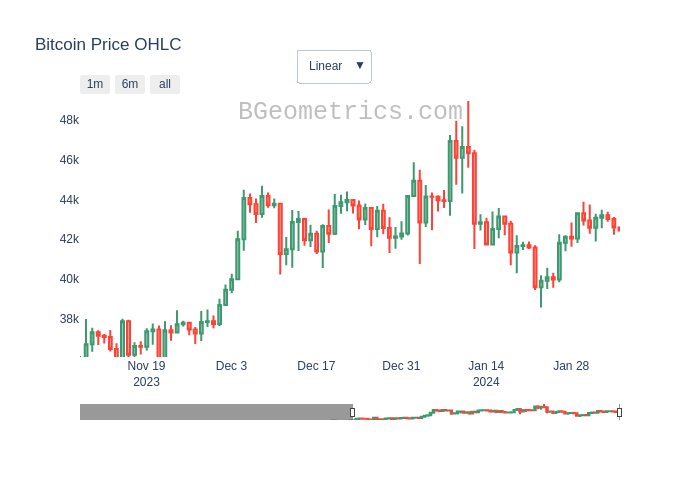 Bitcoin Price OHLC
Linear ▼
1m 6m all
BGeometrics.com
48k
46k
44k
42k
40k
38k
Nov 19 Dec 3 Dec 17 Dec 31 Jan 14 Jan 28
2023 2024